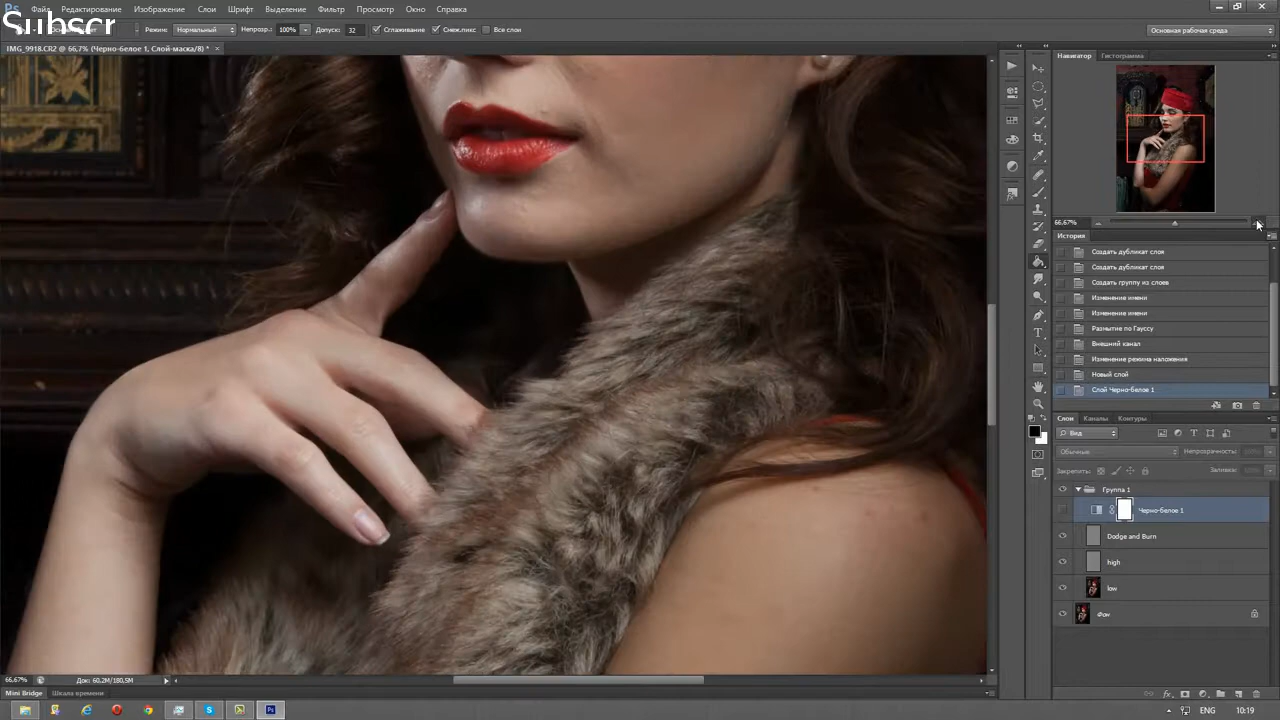 Ps Файл Редактирование Изображение Слои Шрифт Выделение Фильтр Просмотр Окно Справка
Subscr
Режим: Нормальный Непрозр.: 100% Допуск: 32 Сглаживание Смеж.пикс Все слои Основная рабочая среда
IMG_9918.CR2 @ 66,7% (Черно-белое 1, Слой-маска/8) * ×
Навигатор Гистограмма
66,67%
История
Создать дубликат слоя
Создать дубликат слоя
Создать группу из слоев
Изменение имени
Изменение имени
Размытие по Гауссу
Внешний канал
Изменение режима наложения
Новый слой
Слой Черно-белое 1
Слои Каналы Контуры
Вид
Обычные Непрозрачность: 100%
Закрепить: Заливка: 100%
Группа 1
Черно-белое 1
Dodge and Burn
high
low
Фон
66,67% Док: 60,2M/180,5M
Mini Bridge Шкала времени
ENG 10:19